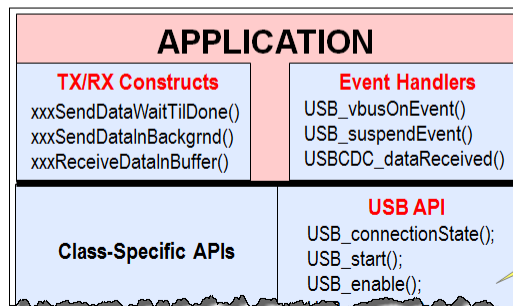 APPLICATION
TX/RX Constructs
xxxSendDataWaitTilDone()
xxxSendDataInBackgrnd()
xxxReceiveDataInBuffer()
Event Handlers
USB_vbusOnEvent()
USB_suspendEvent()
USBCDC_dataReceived()
Class-Specific APIs
USB API
USB_connectionState();
USB_start();
USB_enable();